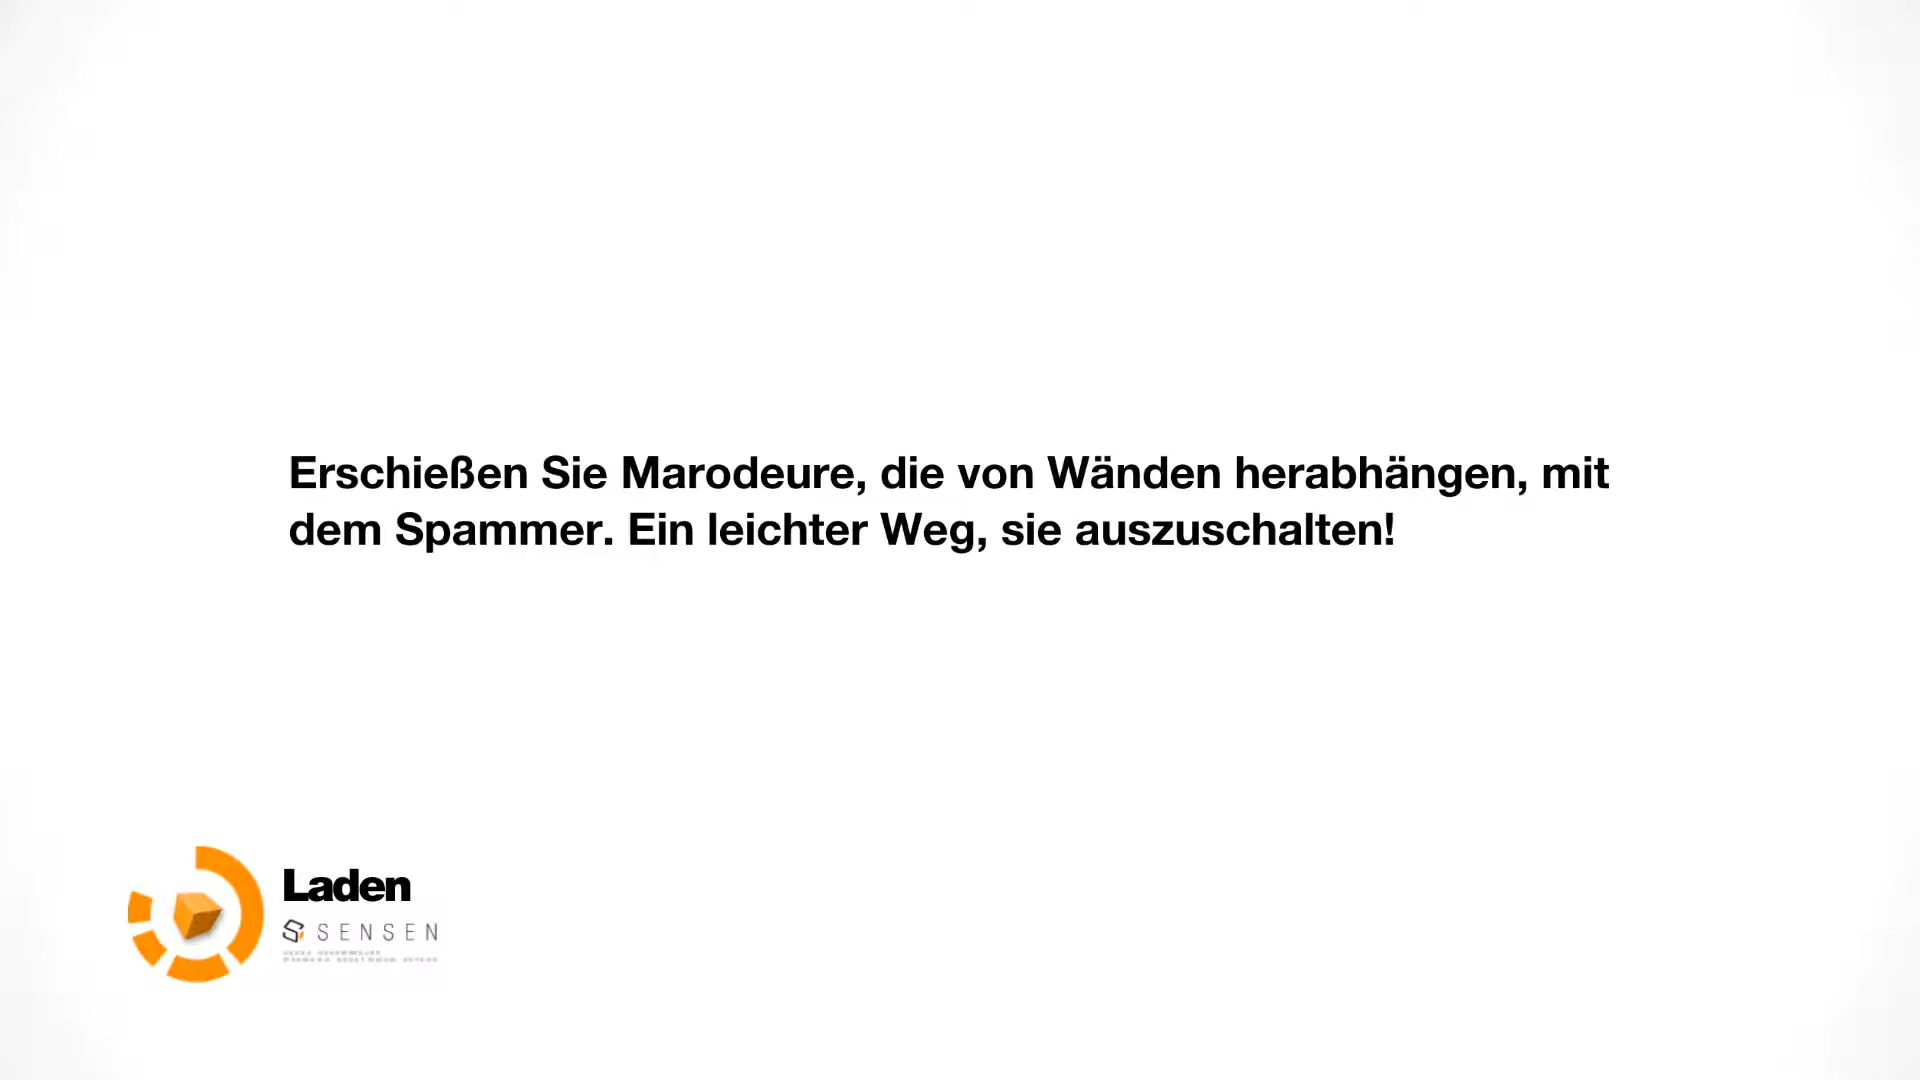 Erschießen Sie Marodeure, die von Wänden herabhängen, mit
dem Spammer. Ein leichter Weg, sie auszuschalten!
Laden
SENSEN